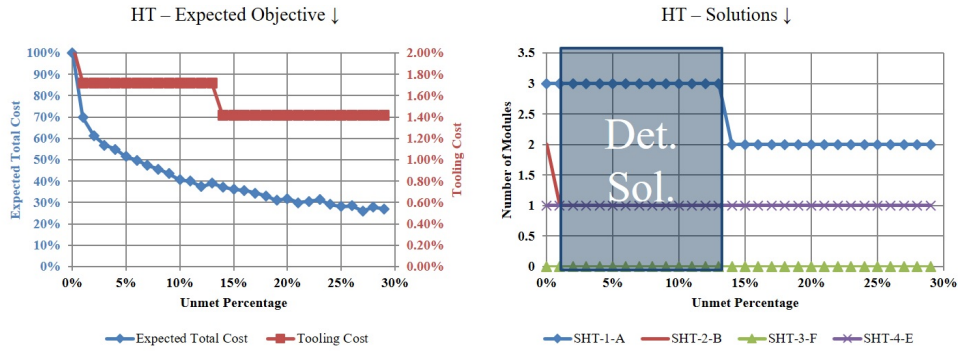 HT – Expected Objective ↓
100%
90%
80%
70%
60%
50%
40%
30%
20%
10%
0%
Expected Total Cost
2.00%
1.80%
1.60%
1.40%
1.20%
1.00%
0.80%
0.60%
0.40%
0.20%
0.00%
Tooling Cost
0% 5% 10% 15% 20% 25% 30%
Unmet Percentage
Expected Total Cost Tooling Cost
HT – Solutions ↓
3.5
3
2.5
2
1.5
1
0.5
0
Number of Modules
Det.
Sol.
0% 5% 10% 15% 20% 25% 30%
Unmet Percentage
SHT-1-A SHT-2-B SHT-3-F SHT-4-E